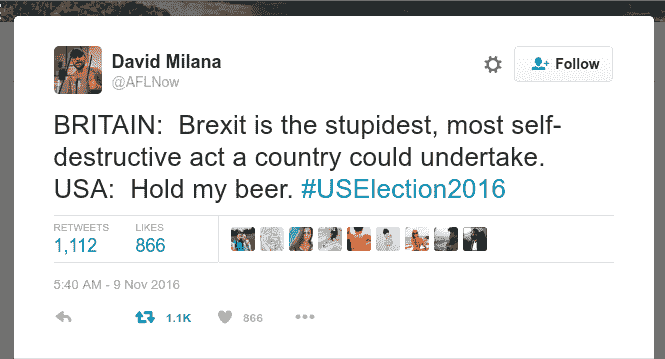 David Milana
@AFLNow
Follow
BRITAIN:  Brexit is the stupidest, most self-
destructive act a country could undertake.
USA:  Hold my beer. #USElection2016
RETWEETS LIKES
1,112 866
5:40 AM - 9 Nov 2016
1.1K 866